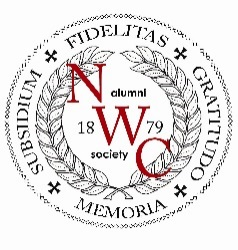 SUBSIDIUM FIDELITAS GRATITUDO
MEMORIA
N alumni
18 W 79
society C